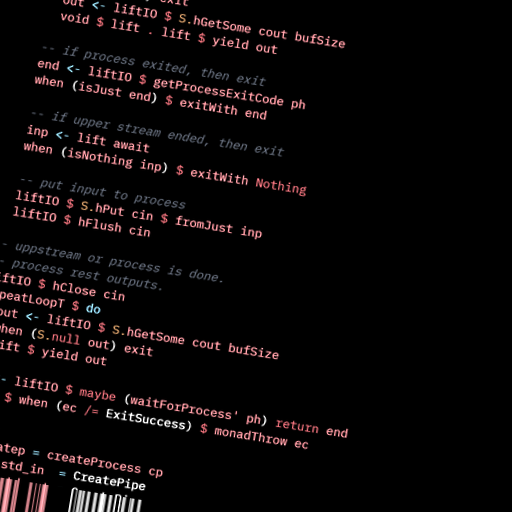 out <- liftIO $ S.hGetSome cout bufSize
void $ lift . lift $ yield out
-- if process exited, then exit
end <- liftIO $ getProcessExitCode ph
when (isJust end) $ exitWith end
-- if upper stream ended, then exit
inp <- lift await
when (isNothing inp) $ exitWith Nothing
-- put input to process
liftIO $ S.hPut cin $ fromJust inp
liftIO $ hFlush cin
- uppstream or process is done.
- process rest outputs.
iftIO $ hClose cin
peatLoopT $ do
out <- liftIO $ S.hGetSome cout bufSize
hen (S.null out) exit
ift $ yield out
- liftIO $ maybe (waitForProcess' ph) return end
$ when (ec /= ExitSuccess) $ monadThrow ec
atep = createProcess cp
std_in = CreatePipe